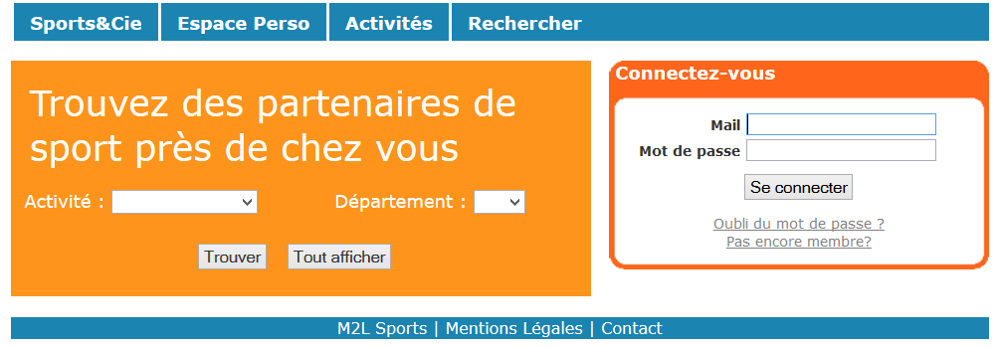 Sports&Cie Espace Perso Activités Rechercher
Trouvez des partenaires de
sport près de chez vous
Activité : Département :
Trouver Tout afficher
Connectez-vous
Mail
Mot de passe
Se connecter
Oubli du mot de passe ?
Pas encore membre?
M2L Sports | Mentions Légales | Contact